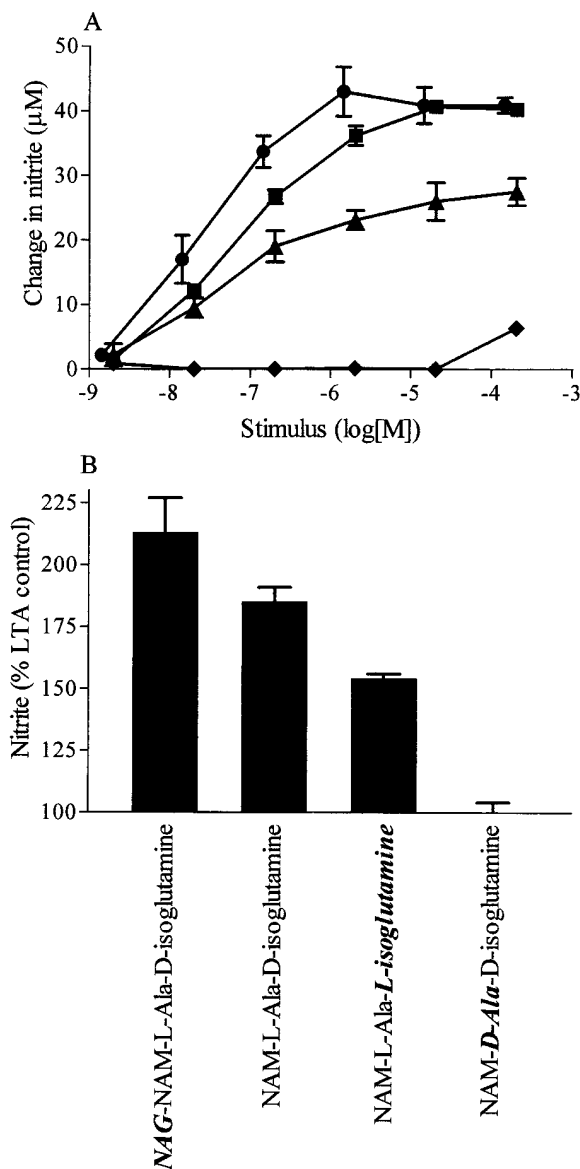 A
Change in nitrite (µM)
50
40
30
20
10
0
-9
-8
-7
-6
-5
-4
-3
Stimulus (log[M])
B
Nitrite (% LTA control)
225
200
175
150
125
100
NAG-NAM-L-Ala-D-isoglutamine
NAM-L-Ala-D-isoglutamine
NAM-L-Ala-L-isoglutamine
NAM-D-Ala-D-isoglutamine